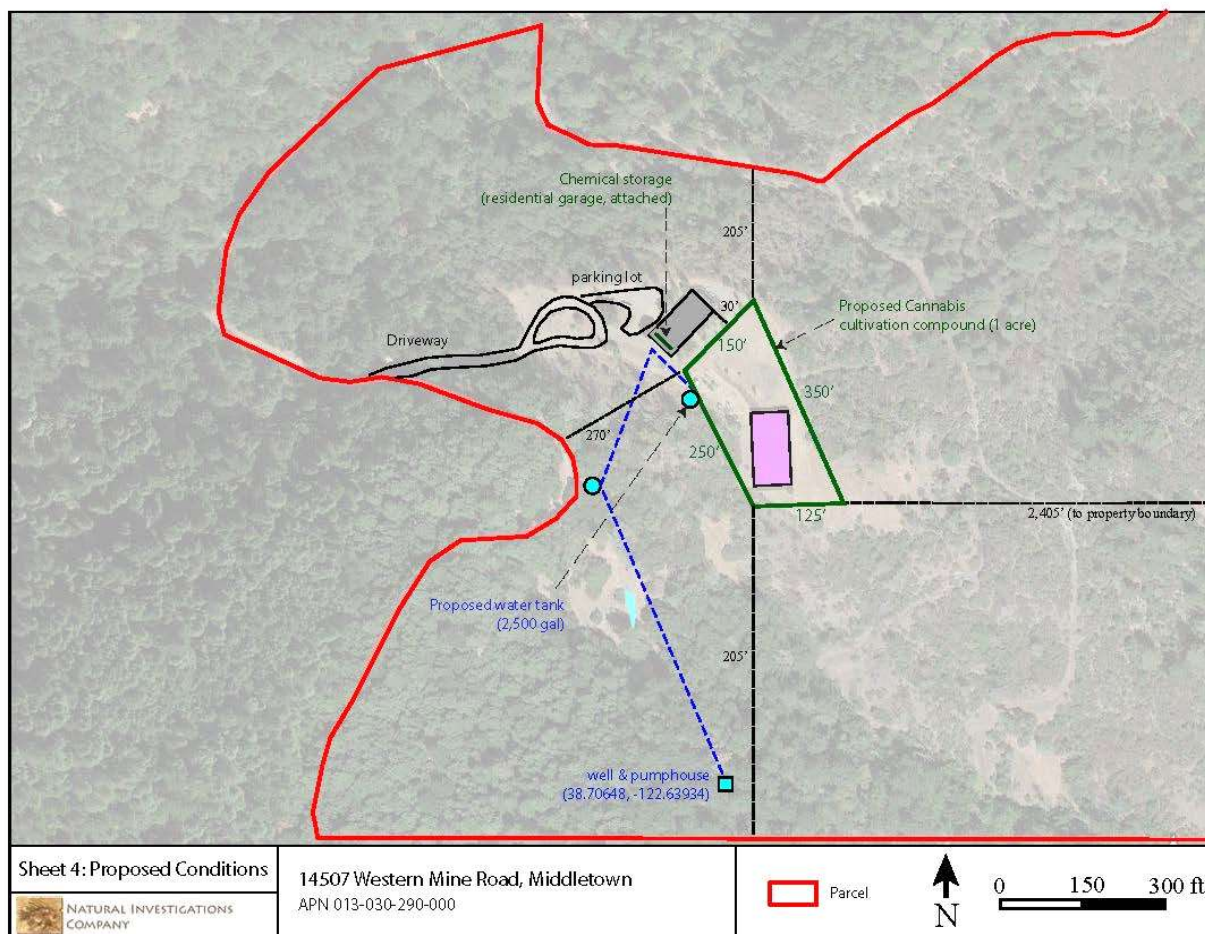 Chemical storage
(residential garage, attached)
205'
parking lot
30'
Proposed Cannabis
cultivation compound (1 acre)
Driveway
150'
350'
270'
250'
125'
2,405' (to property boundary)
Proposed water tank
(2,500 gal)
205'
well & pumphouse
(38.70648, -122.63934)
Sheet 4: Proposed Conditions
NATURAL INVESTIGATIONS
COMPANY
14507 Western Mine Road, Middletown
APN 013-030-290-000
Parcel
N
0 150 300 ft